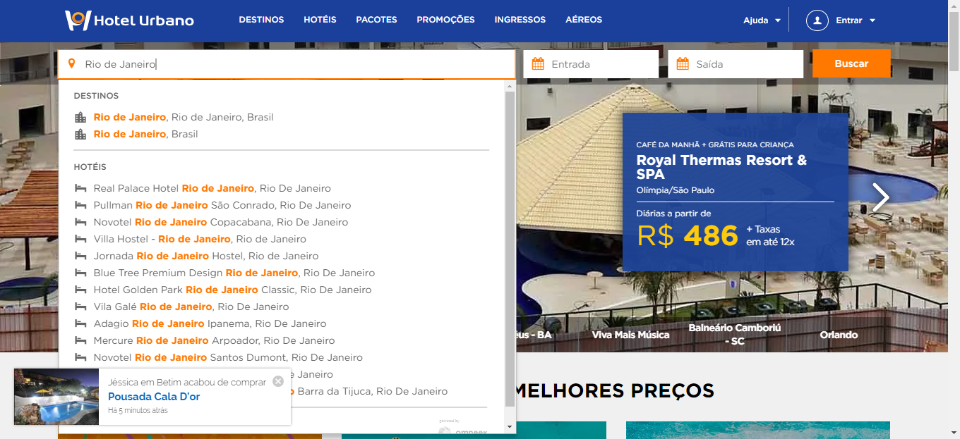 Hotel Urbano
DESTINOS HOTÉIS PACOTES PROMOÇÕES INGRESSOS AÉREOS
Ajuda Entrar
Rio de Janeiro
Entrada
Saída
Buscar
DESTINOS
Rio de Janeiro, Rio de Janeiro, Brasil
Rio de Janeiro, Brasil
HOTÉIS
Real Palace Hotel Rio de Janeiro, Rio De Janeiro
Pullman Rio de Janeiro São Conrado, Rio De Janeiro
Novotel Rio de Janeiro Copacabana, Rio De Janeiro
Villa Hostel - Rio de Janeiro, Rio de Janeiro
Jornada Rio de Janeiro Hostel, Rio de Janeiro
Blue Tree Premium Design Rio de Janeiro, Rio De Janeiro
Hotel Golden Park Rio de Janeiro Classic, Rio De Janeiro
Vila Galé Rio de Janeiro, Rio De Janeiro
Adagio Rio de Janeiro Ipanema, Rio De Janeiro
Mercure Rio de Janeiro Arpoador, Rio De Janeiro
Novotel Rio de Janeiro Santos Dumont, Rio De Janeiro
de Janeiro
Barra da Tijuca, Rio De Janeiro
CAFÉ DA MANHÃ + GRÁTIS PARA CRIANÇA
Royal Thermas Resort &
SPA
Olímpia/São Paulo
Diárias a partir de
R$ 486 + Taxas
em até 12x
eus - BA
Viva Mais Música
Balneário Camboriú
- SC
Orlando
MELHORES PREÇOS
Jéssica em Betim acabou de comprar
Pousada Cala D'or
Há 5 minutos atrás